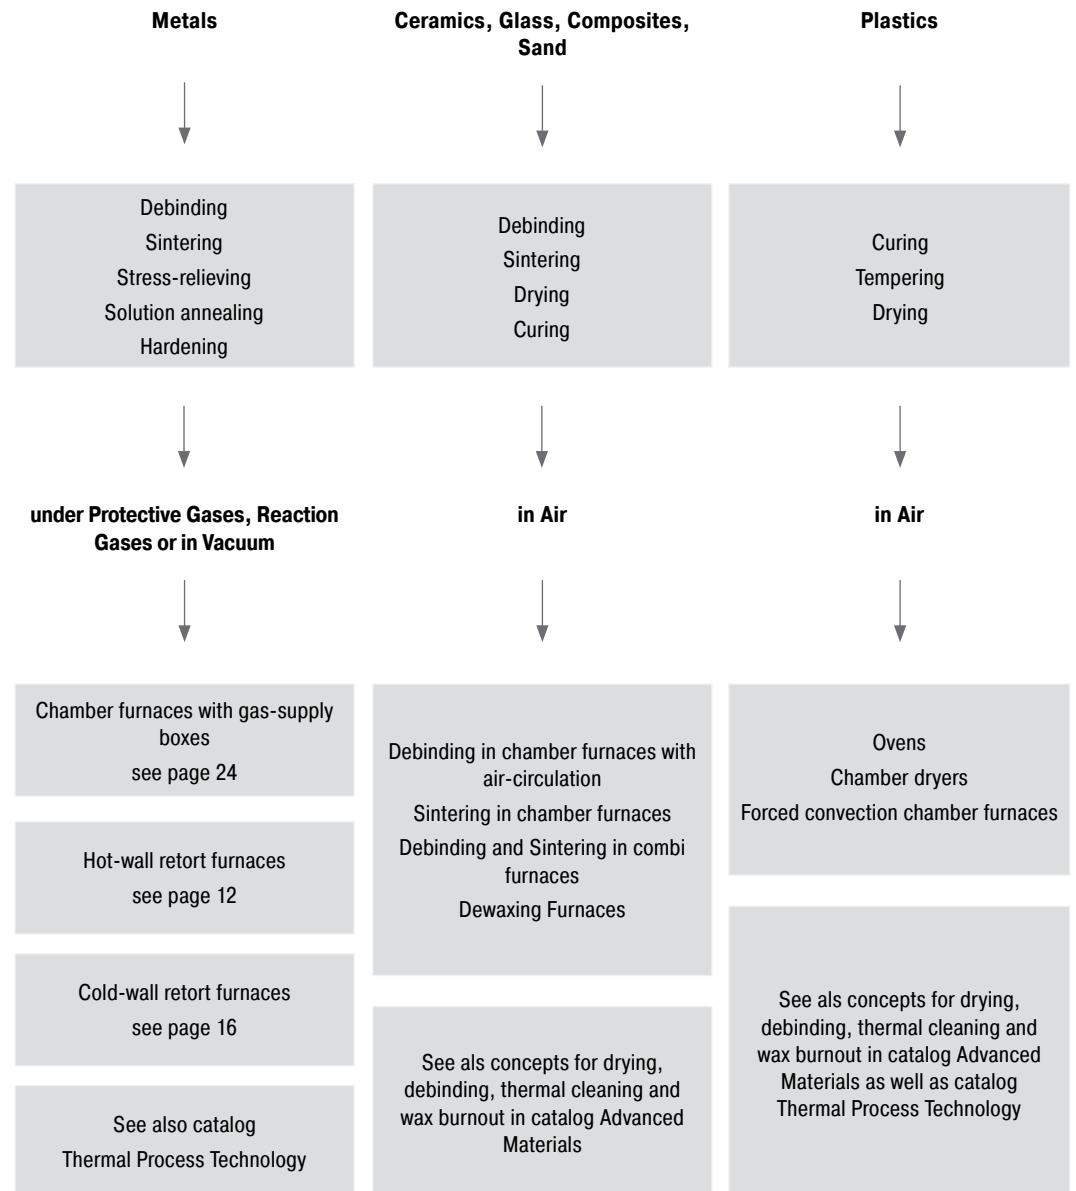 Metals
Debinding
Sintering
Stress-relieving
Solution annealing
Hardening
under Protective Gases, Reaction
Gases or in Vacuum
Chamber furnaces with gas-supply
boxes
see page 24
Hot-wall retort furnaces
see page 12
Cold-wall retort furnaces
see page 16
See also catalog
Thermal Process Technology
Ceramics, Glass, Composites,
Sand
Debinding
Sintering
Drying
Curing
in Air
Debinding in chamber furnaces with
air-circulation
Sintering in chamber furnaces
Debinding and Sintering in combi
furnaces
Dewaxing Furnaces
See als concepts for drying,
debinding, thermal cleaning and
wax burnout in catalog Advanced
Materials
Plastics
Curing
Tempering
Drying
in Air
Ovens
Chamber dryers
Forced convection chamber furnaces
See als concepts for drying,
debinding, thermal cleaning and
wax burnout in catalog Advanced
Materials as well as catalog
Thermal Process Technology